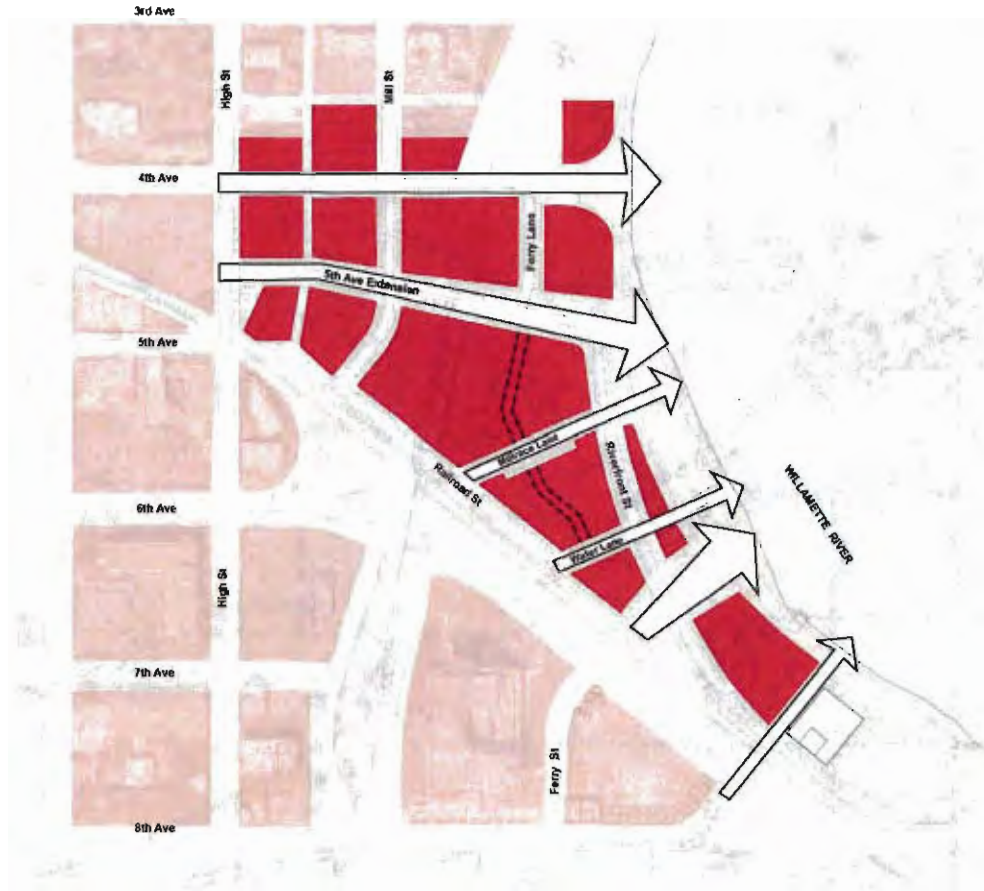 3rd Ave
High St
Mill St
4th Ave
Ferry Lane
5th Ave Extension
5th Ave
Millrace Lane
Railroad St
Riverfront St
6th Ave
Water Lane
WILLAMETTE RIVER
High St
7th Ave
Ferry St
8th Ave